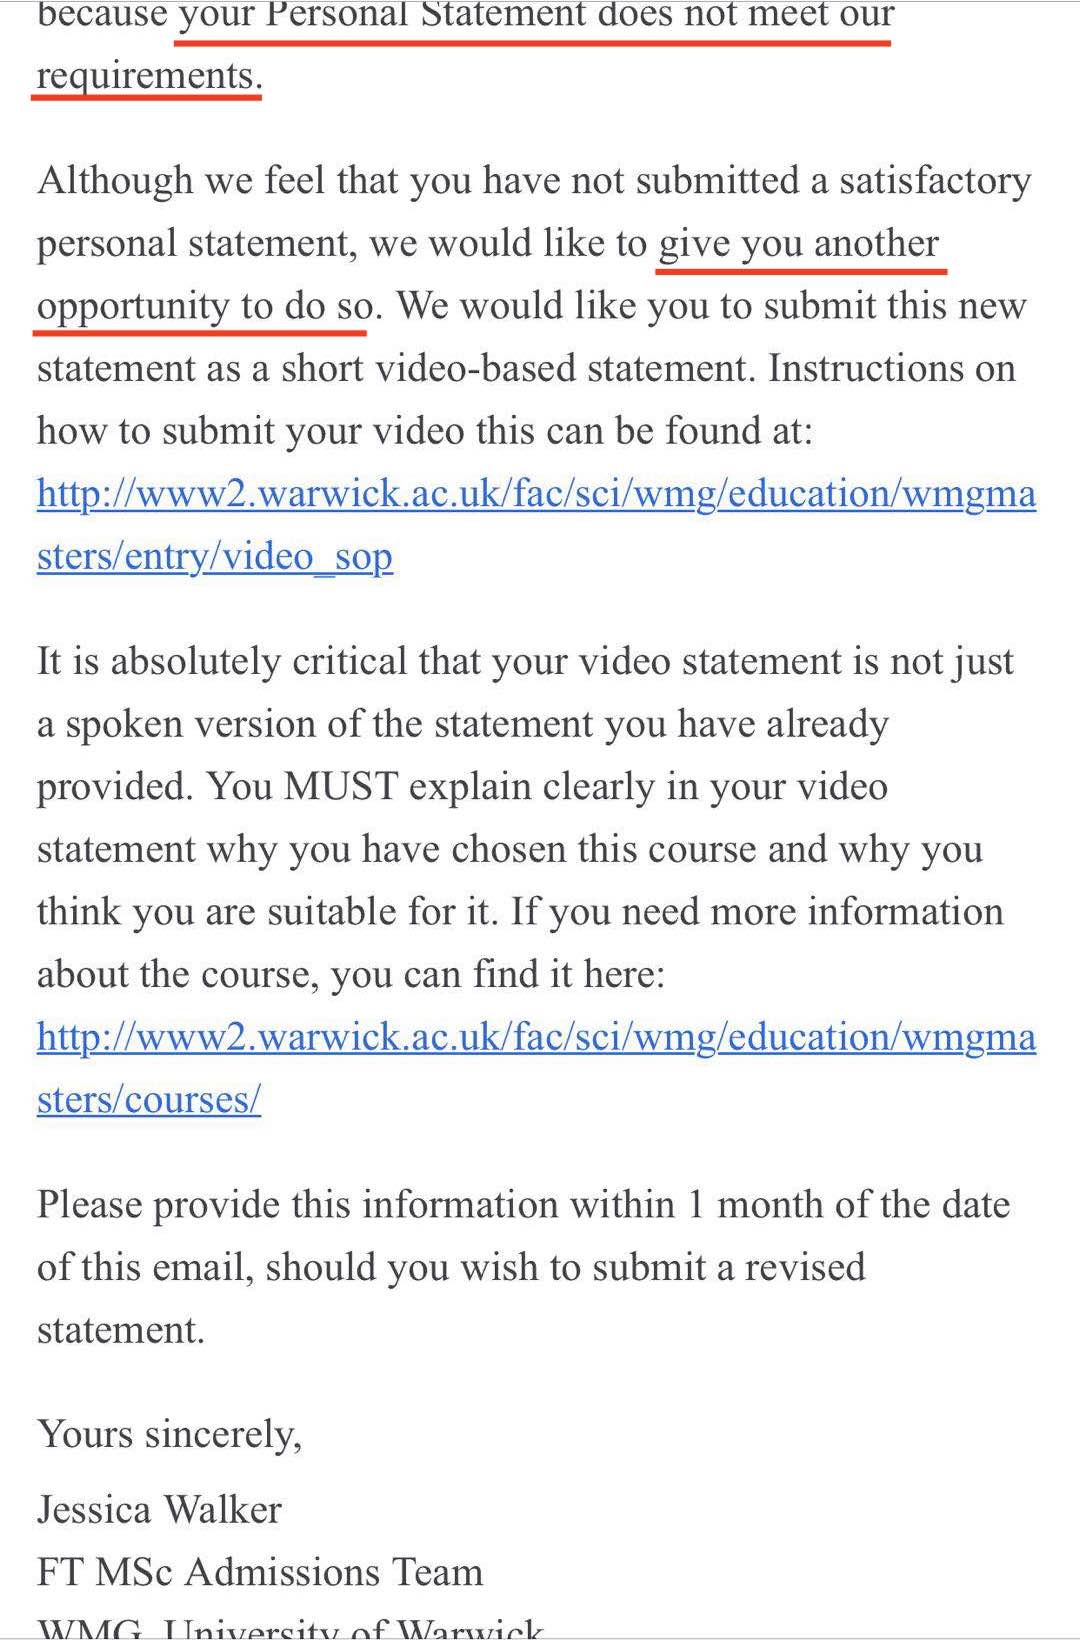 because your Personal Statement does not meet our
requirements.
Although we feel that you have not submitted a satisfactory
personal statement, we would like to give you another
opportunity to do so. We would like you to submit this new
statement as a short video-based statement. Instructions on
how to submit your video this can be found at:
http://www2.warwick.ac.uk/fac/sci/wmg/education/wmgma
sters/entry/video_sop
It is absolutely critical that your video statement is not just
a spoken version of the statement you have already
provided. You MUST explain clearly in your video
statement why you have chosen this course and why you
think you are suitable for it. If you need more information
about the course, you can find it here:
http://www2.warwick.ac.uk/fac/sci/wmg/education/wmgma
sters/courses/
Please provide this information within 1 month of the date
of this email, should you wish to submit a revised
statement.
Yours sincerely,
Jessica Walker
FT MSc Admissions Team
WMG, University of Warwick